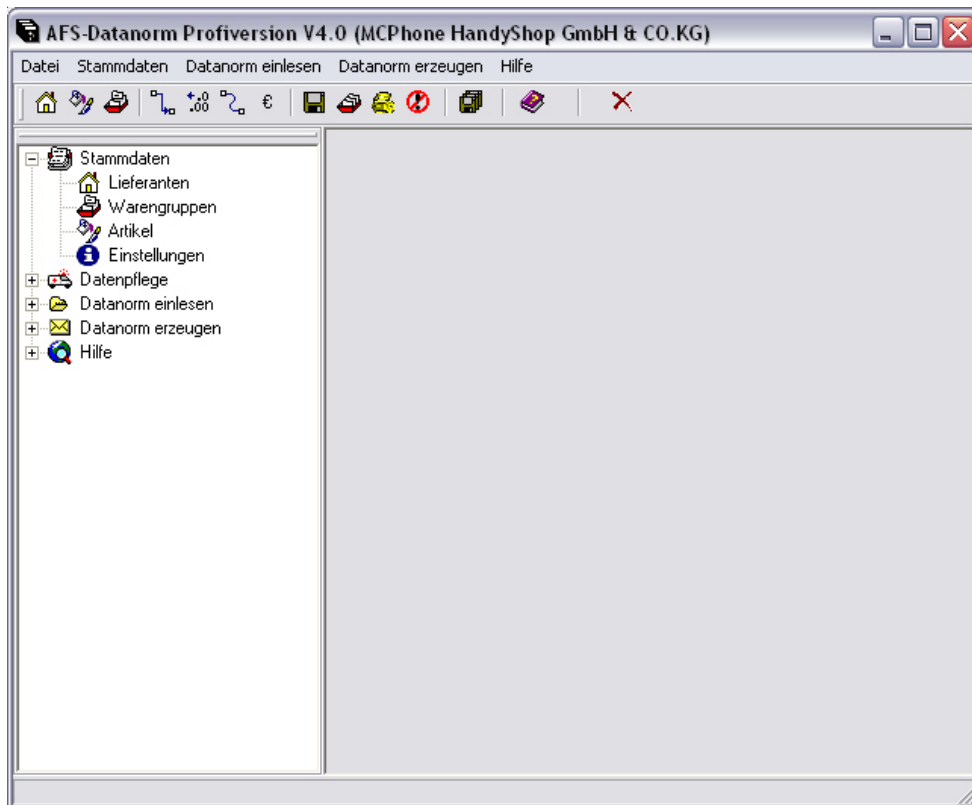 AFS-Datanorm Profiversion V4.0 (MCPhone HandyShop GmbH & CO.KG)
Datei Stammdaten Datanorm einlesen Datanorm erzeugen Hilfe
€
Stammdaten
Lieferanten
Warengruppen
Artikel
Einstellungen
Datenpflege
Datanorm einlesen
Datanorm erzeugen
Hilfe